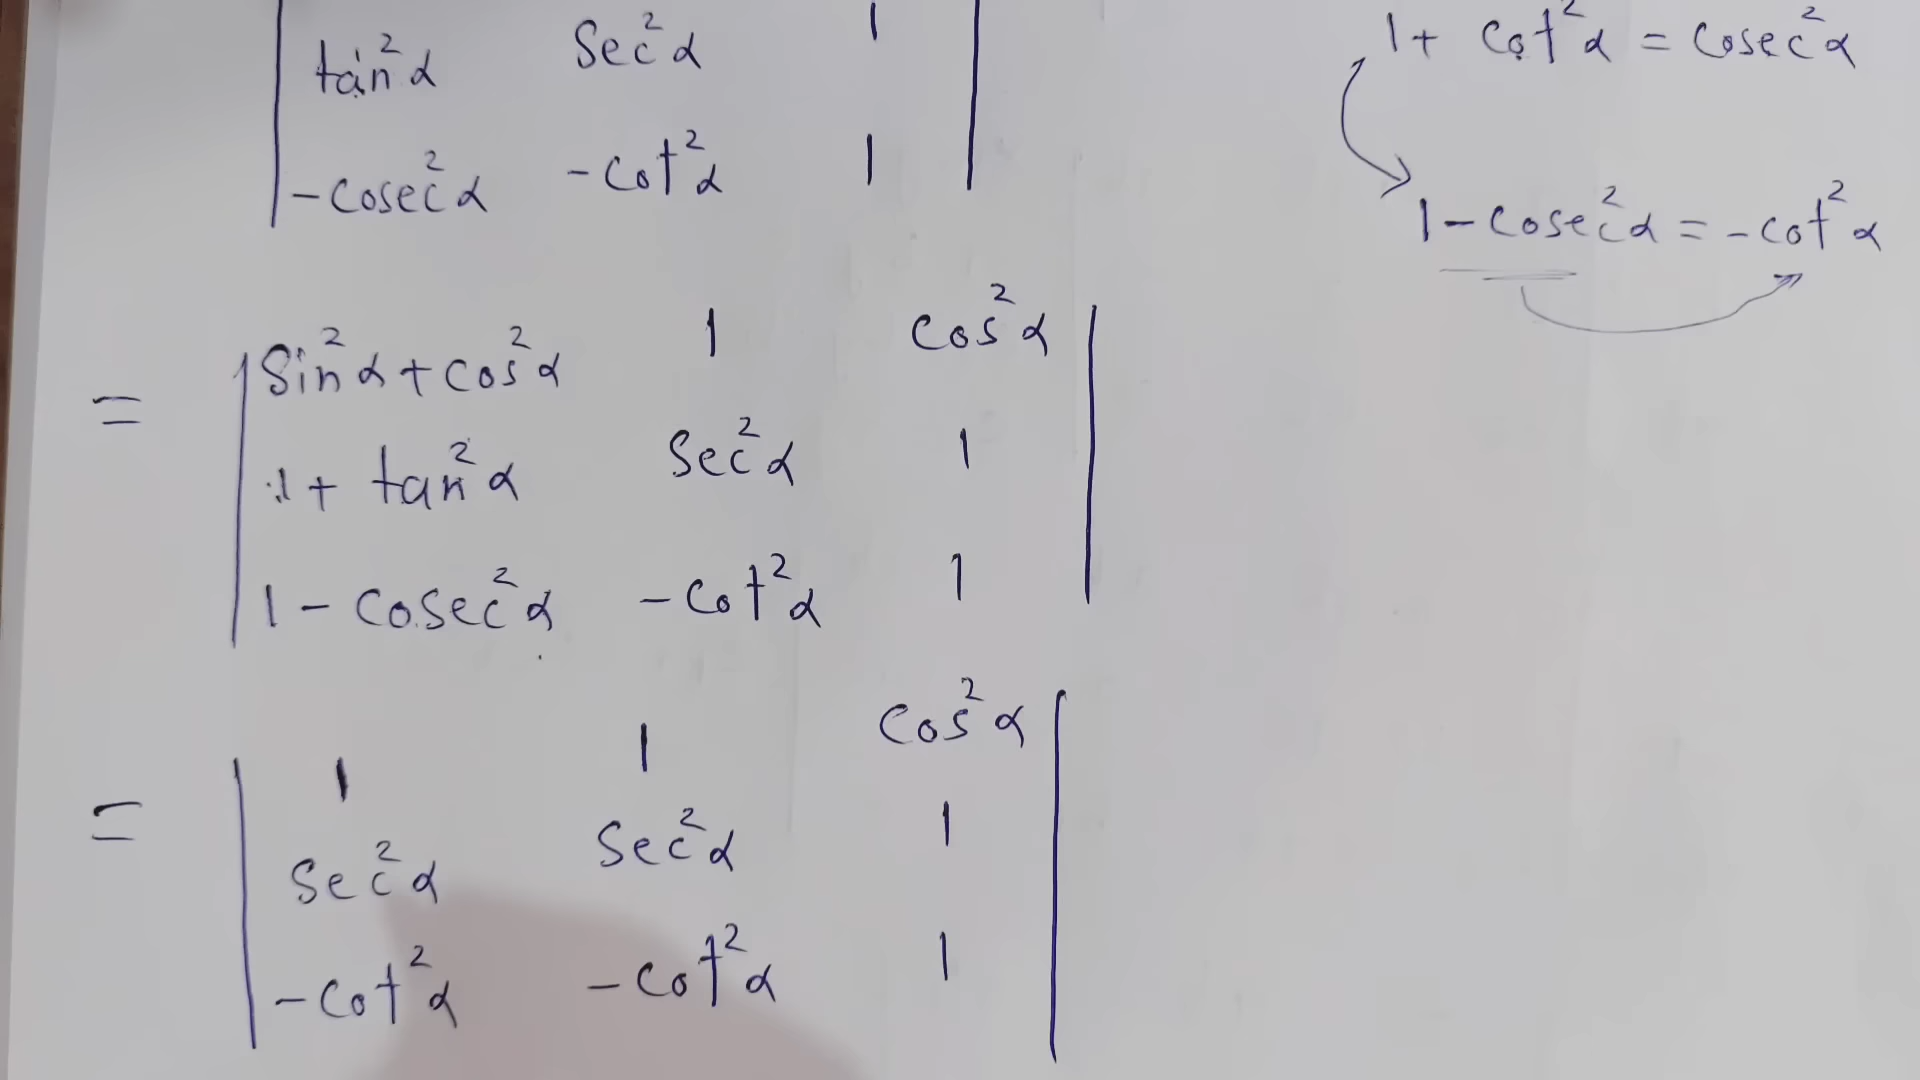 tan²α sec²α 1
-cosec²α -cot²α 1
1 + cot²α = cosec²α
1 - cosec²α = -cot²α
= | sin²α + cos²α 1 cos²α |
1 + tan²α sec²α 1
1 - cosec²α -cot²α 1
= | 1 1 cos²α |
sec²α sec²α 1
-cot²α -cot²α 1